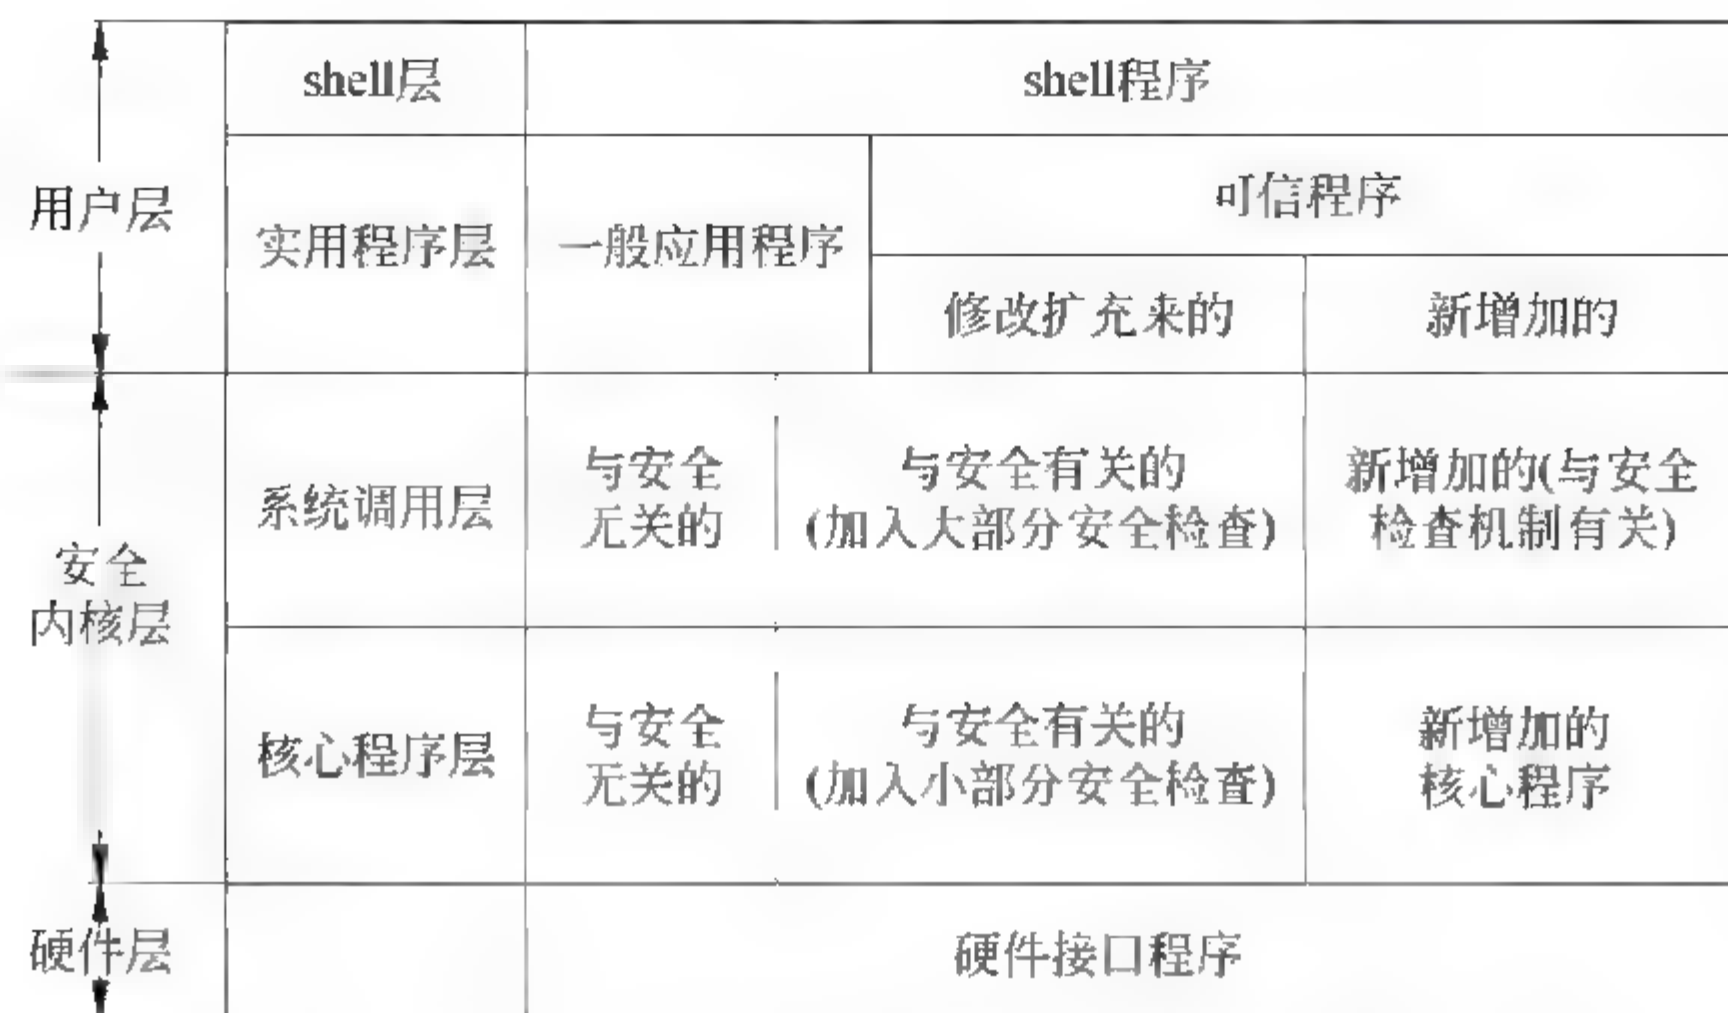 shell层
shell程序
用户层
实用程序层
一般应用程序
可信程序
修改扩充来的
新增加的
安全
内核层
系统调用层
与安全
无关的
与安全有关的
(加入大部分安全检查)
新增加的(与安全
检查机制有关)
核心程序层
与安全
无关的
与安全有关的
(加入小部分安全检查)
新增加的
核心程序
硬件层
硬件接口程序